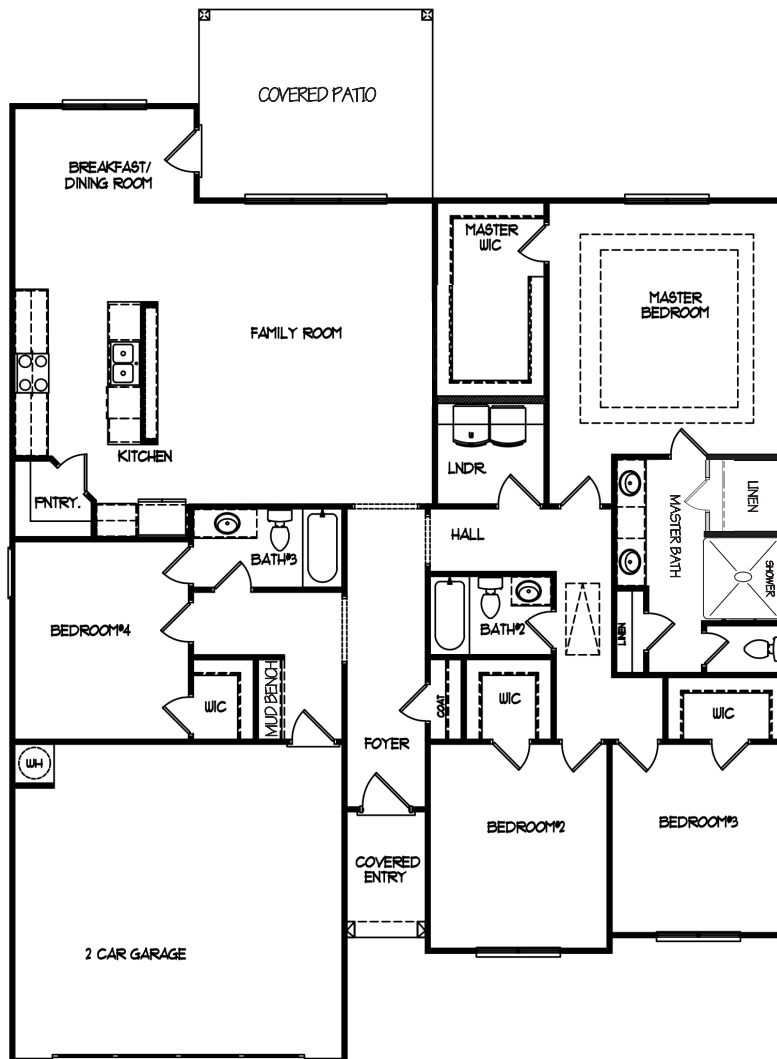 COVERED PATIO
BREAKFAST/
DINING ROOM
MASTER
WIC
MASTER
BEDROOM
FAMILY ROOM
KITCHEN
LNDR.
PNTRY.
LINEN
MASTER BATH
HALL
BATH#3
SHOWER
BEDROOM#4
BATH#2
LINEN
WIC
MUD BENCH
COAT
WIC
WIC
FOYER
WH
BEDROOM#2
BEDROOM#3
COVERED
ENTRY
2 CAR GARAGE